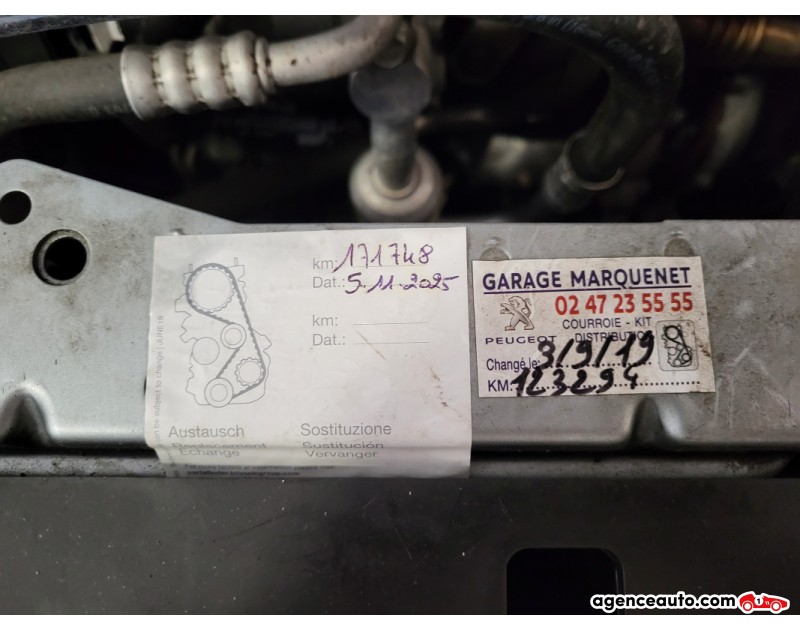 km: 171748
Dat.: 5.11.2025
km:
Dat.:
Austausch Sostituzione
Replacement Sustitución
Echange Vervanger
GARAGE MARQUENET
02 47 23 55 55
COURROIE - KIT
PEUGEOT DISTRIBUTION
Changé le: 3/9/19
KM: 123294
agenceauto.com